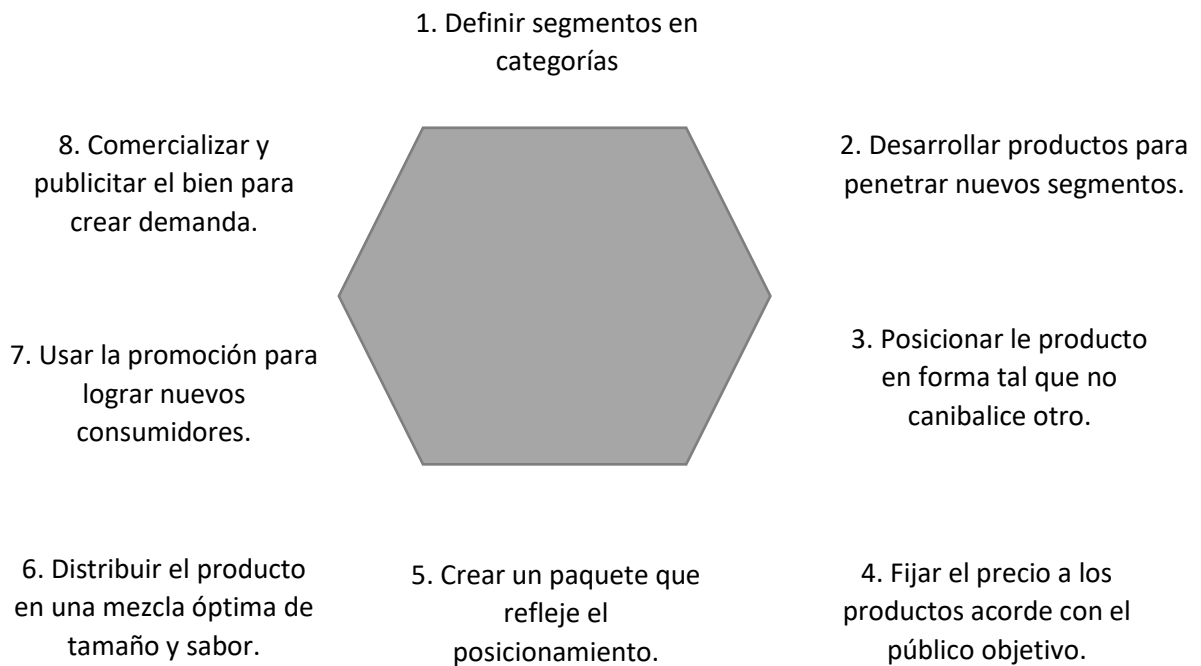 1. Definir segmentos en
categorías
2. Desarrollar productos para
penetrar nuevos segmentos.
3. Posicionar le producto
en forma tal que no
canibalice otro.
4. Fijar el precio a los
productos acorde con el
público objetivo.
5. Crear un paquete que
refleje el
posicionamiento.
6. Distribuir el producto
en una mezcla óptima de
tamaño y sabor.
7. Usar la promoción para
lograr nuevos
consumidores.
8. Comercializar y
publicitar el bien para
crear demanda.